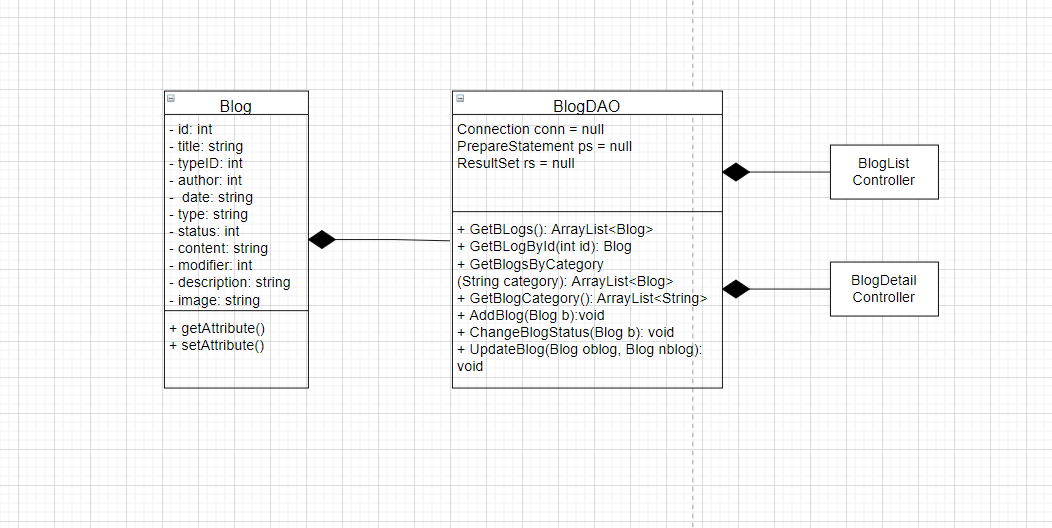 Blog
- id: int
- title: string
- typeID: int
- author: int
-  date: string
- type: string
- status: int
- content: string
- modifier: int
- description: string
- image: string
+ getAttribute()
+ setAttribute()
BlogDAO
Connection conn = null
PrepareStatement ps = null
ResultSet rs = null
+ GetBLogs(): ArrayList<Blog>
+ GetBLogById(int id): Blog
+ GetBlogsByCategory
(String category): ArrayList<Blog>
+ GetBlogCategory(): ArrayList<String>
+ AddBlog(Blog b):void
+ ChangeBlogStatus(Blog b): void
+ UpdateBlog(Blog oblog, Blog nblog):
void
BlogList
Controller
BlogDetail
Controller